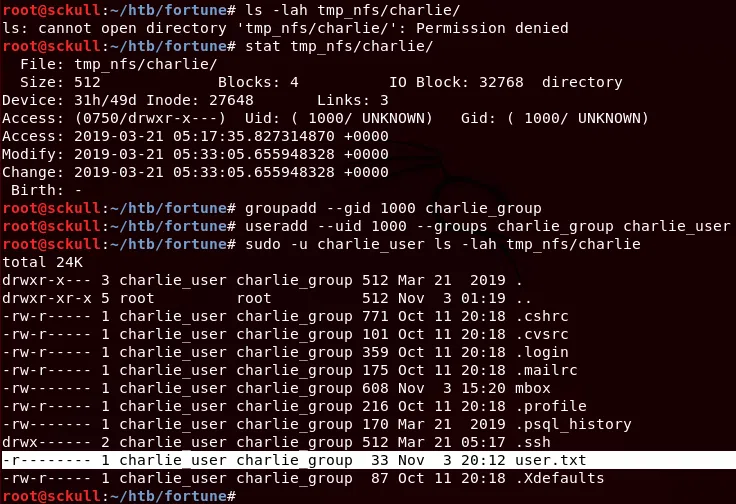 root@sckull:~/htb/fortune# ls -lah tmp_nfs/charlie/
ls: cannot open directory 'tmp_nfs/charlie/': Permission denied
root@sckull:~/htb/fortune# stat tmp_nfs/charlie/
  File: tmp_nfs/charlie/
  Size: 512             Blocks: 4          IO Block: 32768  directory
Device: 31h/49d Inode: 27648       Links: 3
Access: (0750/drwxr-x---)  Uid: ( 1000/ UNKNOWN)   Gid: ( 1000/ UNKNOWN)
Access: 2019-03-21 05:17:35.827314870 +0000
Modify: 2019-03-21 05:33:05.655948328 +0000
Change: 2019-03-21 05:33:05.655948328 +0000
 Birth: -
root@sckull:~/htb/fortune# groupadd --gid 1000 charlie_group
root@sckull:~/htb/fortune# useradd --uid 1000 --groups charlie_group charlie_user
root@sckull:~/htb/fortune# sudo -u charlie_user ls -lah tmp_nfs/charlie
total 24K
drwxr-x--- 3 charlie_user charlie_group 512 Mar 21  2019 .
drwxr-xr-x 5 root         root          512 Nov  3 01:19 ..
-rw-r----- 1 charlie_user charlie_group 771 Oct 11 20:18 .cshrc
-rw-r----- 1 charlie_user charlie_group 101 Oct 11 20:18 .cvsrc
-rw-r----- 1 charlie_user charlie_group 359 Oct 11 20:18 .login
-rw-r----- 1 charlie_user charlie_group 175 Oct 11 20:18 .mailrc
-rw------- 1 charlie_user charlie_group 608 Nov  3 15:20 mbox
-rw-r----- 1 charlie_user charlie_group 216 Oct 11 20:18 .profile
-rw------- 1 charlie_user charlie_group 170 Mar 21  2019 .psql_history
drwx------ 2 charlie_user charlie_group 512 Mar 21 05:17 .ssh
-r-------- 1 charlie_user charlie_group  33 Nov  3 20:12 user.txt
-rw-r----- 1 charlie_user charlie_group  87 Oct 11 20:18 .Xdefaults
root@sckull:~/htb/fortune#